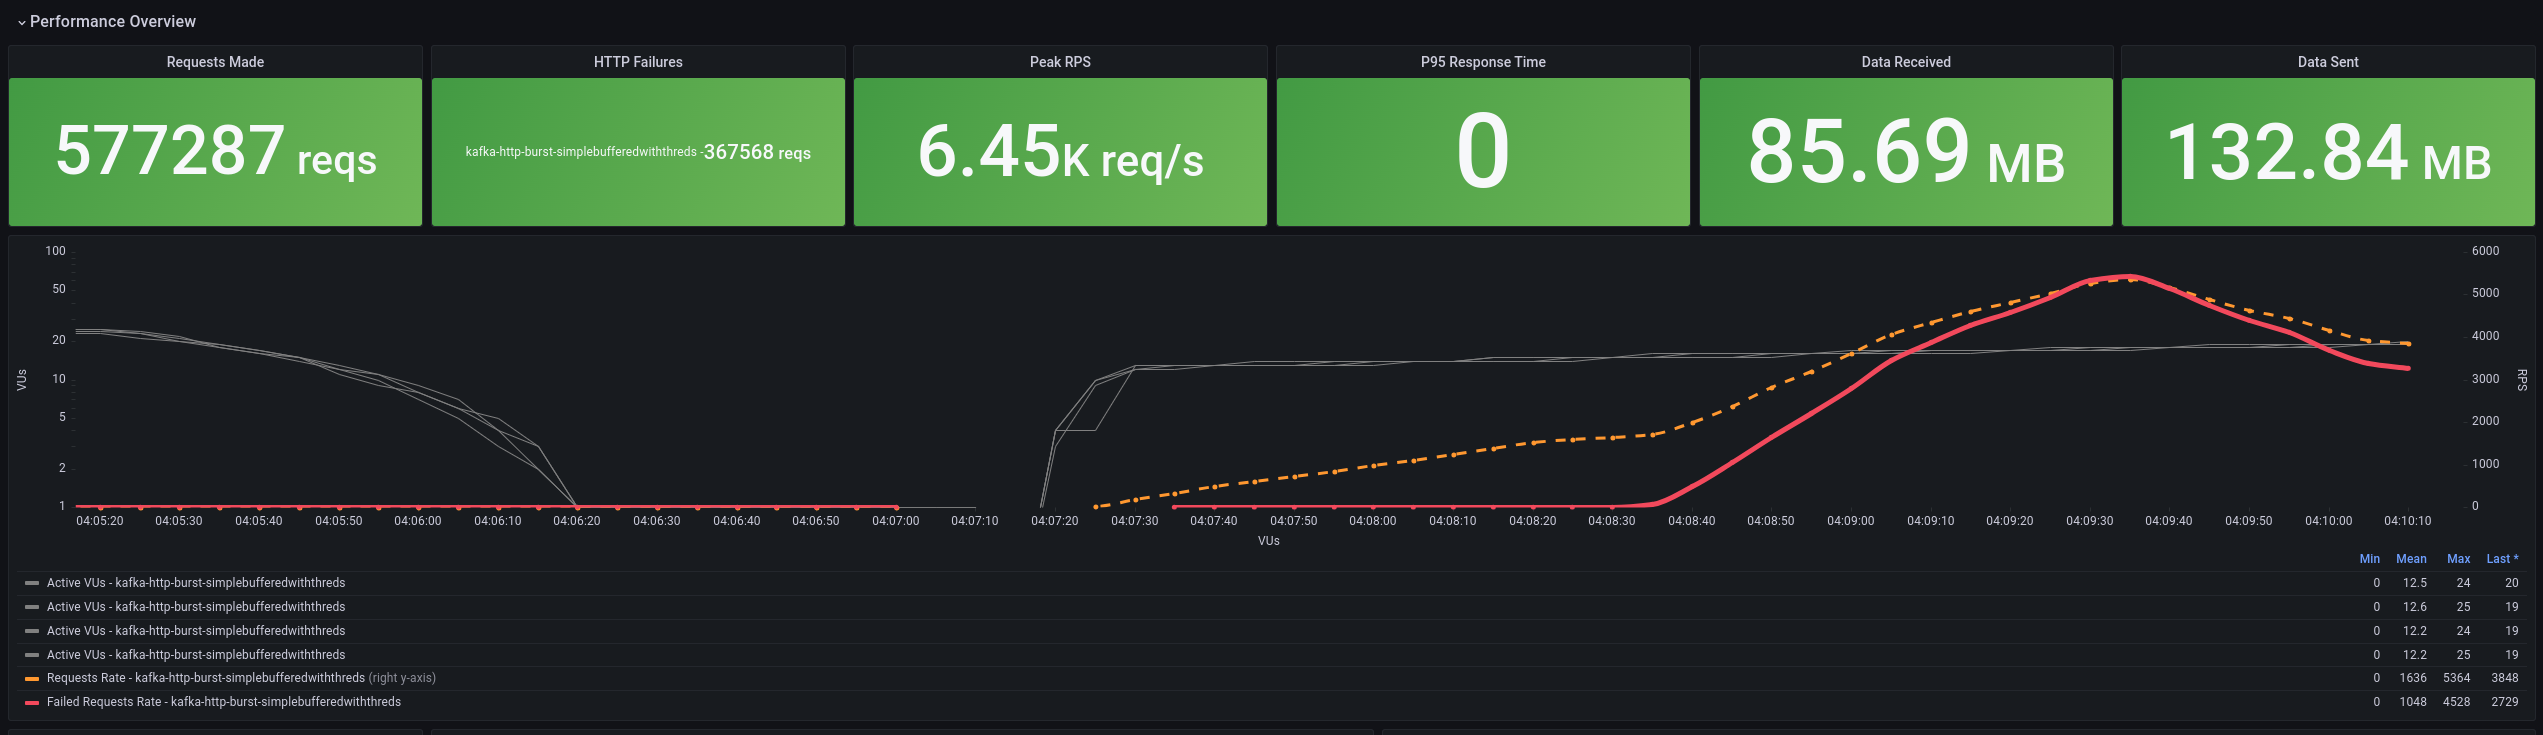 Performance Overview
Requests Made
HTTP Failures
Peak RPS
P95 Response Time
Data Received
Data Sent
577287 reqs
kafka-http-burst-simplebufferedwiththreds - 367568 reqs
6.45K req/s
0
85.69 MB
132.84 MB
100
50
20
10
5
2
1
VUs
6000
5000
4000
3000
2000
1000
0
RPS
04:05:20 04:05:30 04:05:40 04:05:50 04:06:00 04:06:10 04:06:20 04:06:30 04:06:40 04:06:50 04:07:00 04:07:10 04:07:20 04:07:30 04:07:40 04:07:50 04:08:00 04:08:10 04:08:20 04:08:30 04:08:40 04:08:50 04:09:00 04:09:10 04:09:20 04:09:30 04:09:40 04:09:50 04:10:00 04:10:10
VUs
Min Mean Max Last *
Active VUs - kafka-http-burst-simplebufferedwiththreds 0 12.5 24 20
Active VUs - kafka-http-burst-simplebufferedwiththreds 0 12.6 25 19
Active VUs - kafka-http-burst-simplebufferedwiththreds 0 12.2 24 19
Active VUs - kafka-http-burst-simplebufferedwiththreds 0 12.2 25 19
Requests Rate - kafka-http-burst-simplebufferedwiththreds (right y-axis) 0 1636 5364 3848
Failed Requests Rate - kafka-http-burst-simplebufferedwiththreds 0 1048 4528 2729